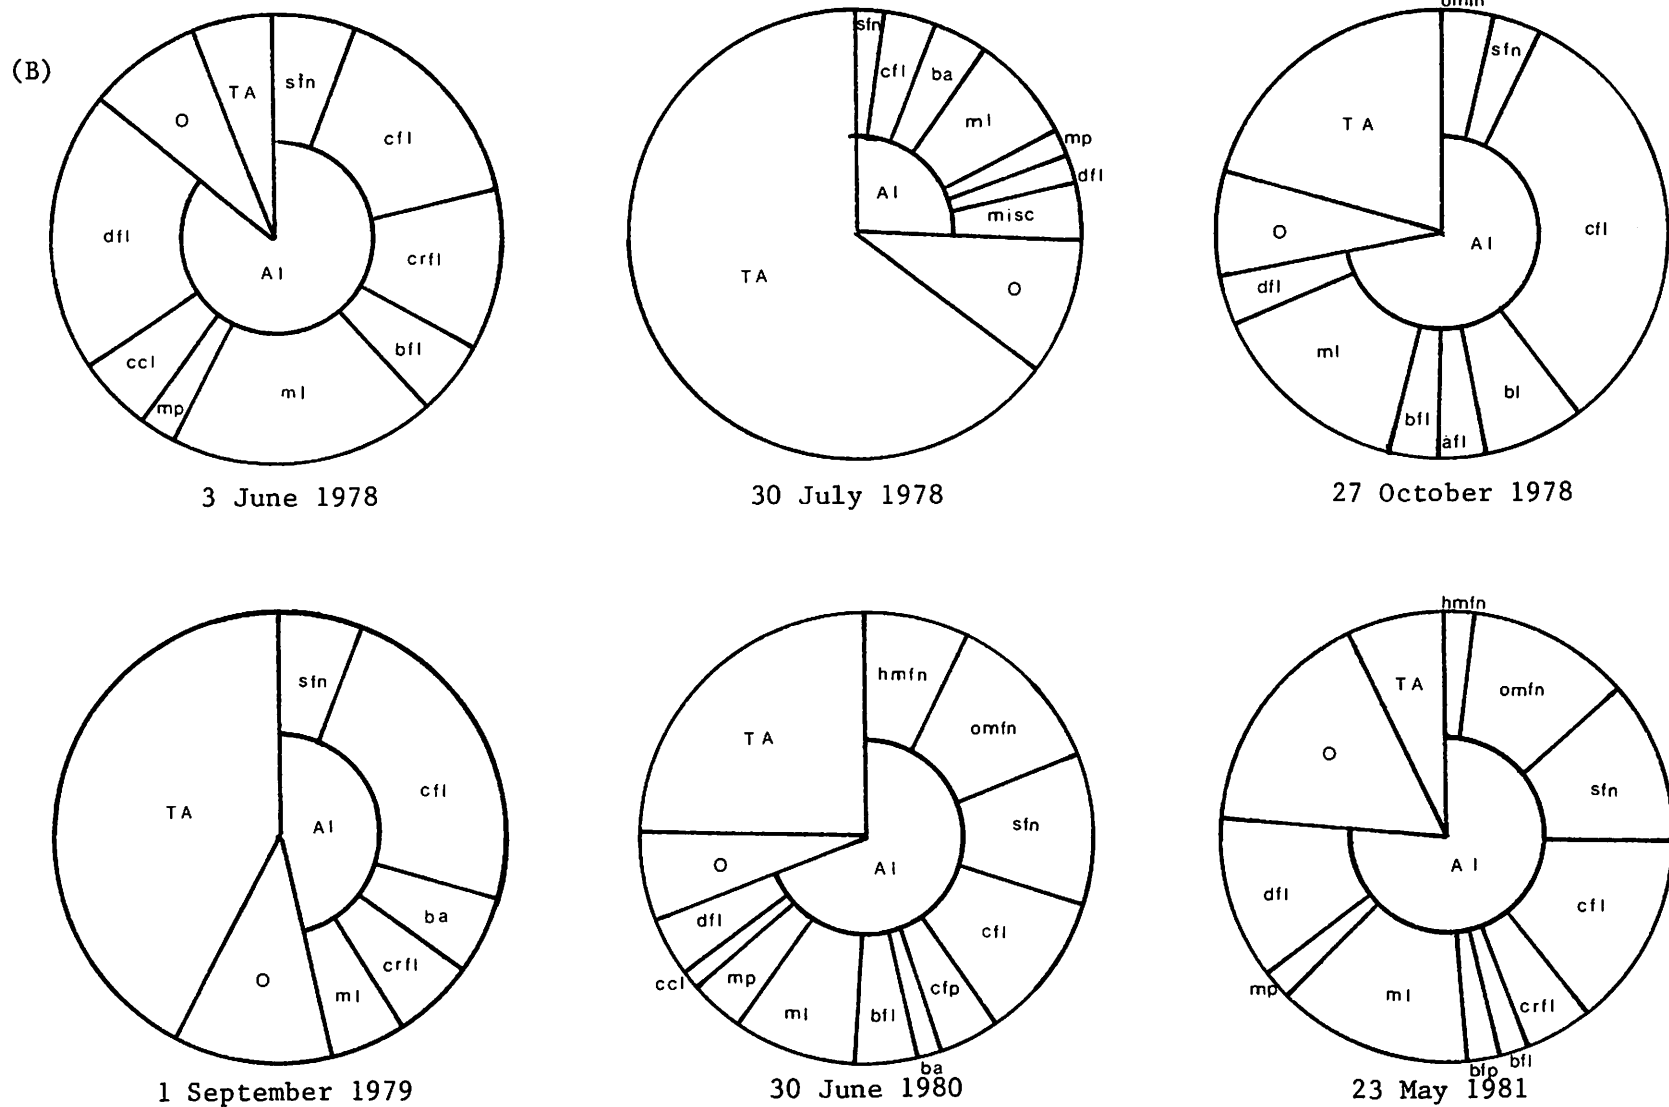 (B)
TA
sfn
O
cfl
dfl
AI
crfl
bfl
ccl
ml
mp
3 June 1978
sfn
cfl
ba
ml
mp
dfl
AI
misc
TA
O
30 July 1978
omfn
sfn
TA
cfl
O
AI
dfl
ml
bl
bfl
afl
27 October 1978
sfn
cfl
TA
AI
ba
crfl
O
ml
1 September 1979
hmfn
omfn
TA
sfn
O
AI
dfl
cfl
ccl
mp
cfp
ml
bfl
ba
30 June 1980
hmfn
omfn
TA
O
sfn
AI
dfl
cfl
mp
ml
crfl
bfl
bfp
23 May 1981